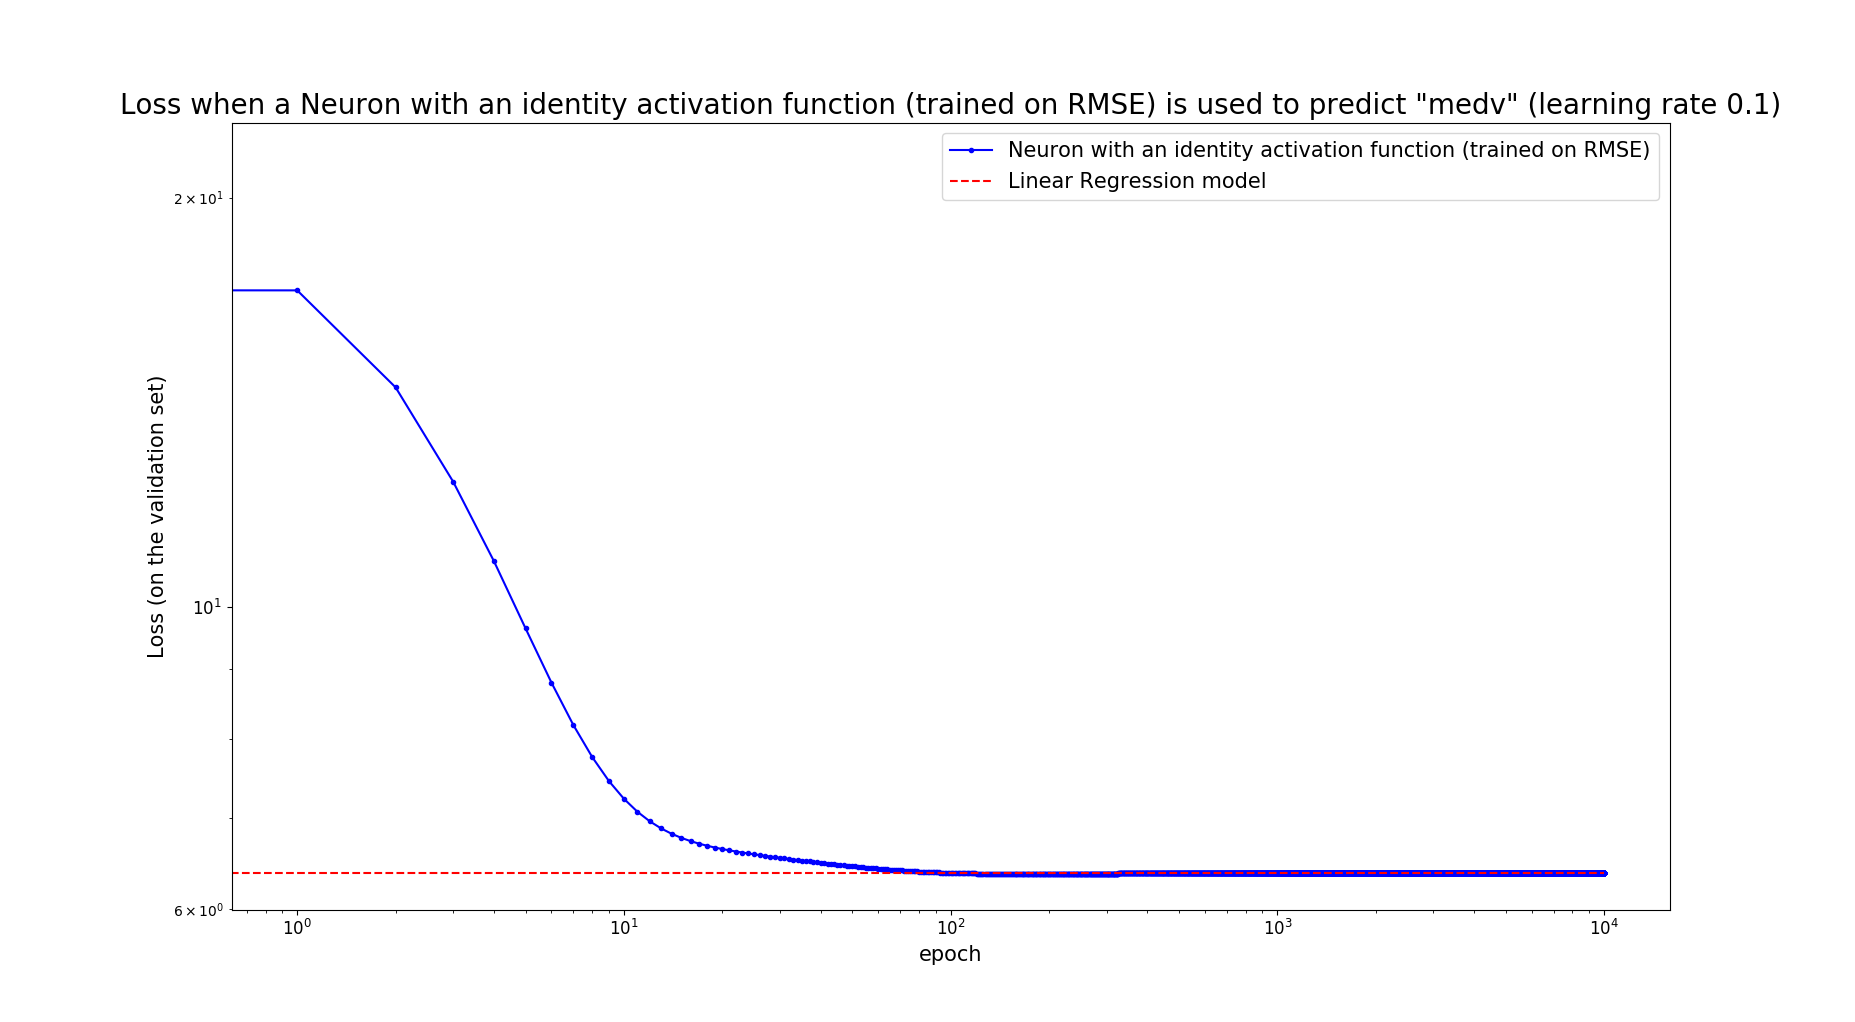 Loss when a Neuron with an identity activation function (trained on RMSE) is used to predict "medv" (learning rate 0.1)
Neuron with an identity activation function (trained on RMSE)
Linear Regression model
Loss (on the validation set)
2 × 10¹
10¹
6 × 10⁰
10⁰ 10¹ 10² 10³ 10⁴
epoch